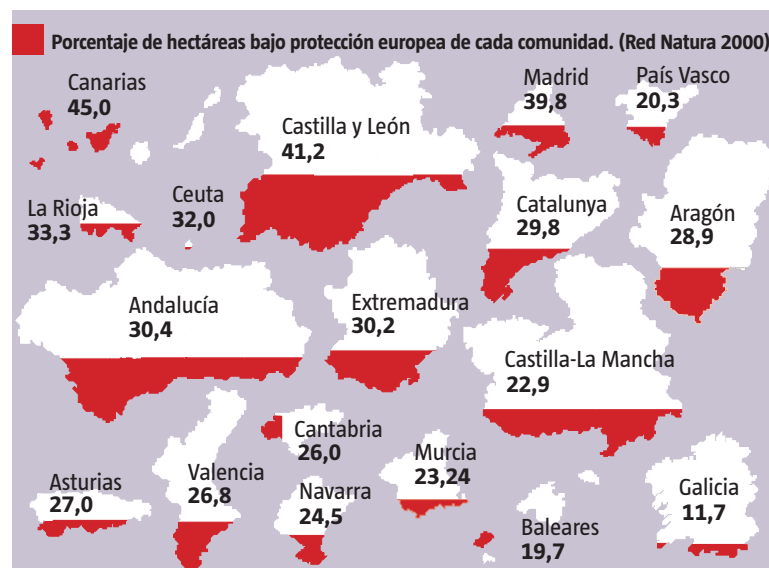 Porcentaje de hectáreas bajo protección europea de cada comunidad. (Red Natura 2000)
Canarias
45,0
Castilla y León
41,2
Madrid
39,8
País Vasco
20,3
La Rioja
33,3
Ceuta
32,0
Catalunya
29,8
Aragón
28,9
Andalucía
30,4
Extremadura
30,2
Castilla-La Mancha
22,9
Asturias
27,0
Valencia
26,8
Cantabria
26,0
Navarra
24,5
Murcia
23,24
Baleares
19,7
Galicia
11,7